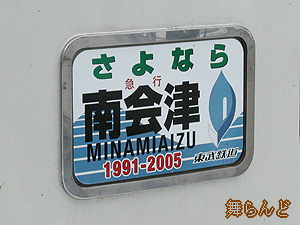 さよなら
急行
南会津
MINAMIAIZU
1991-2005
東武鉄道
舞らんど